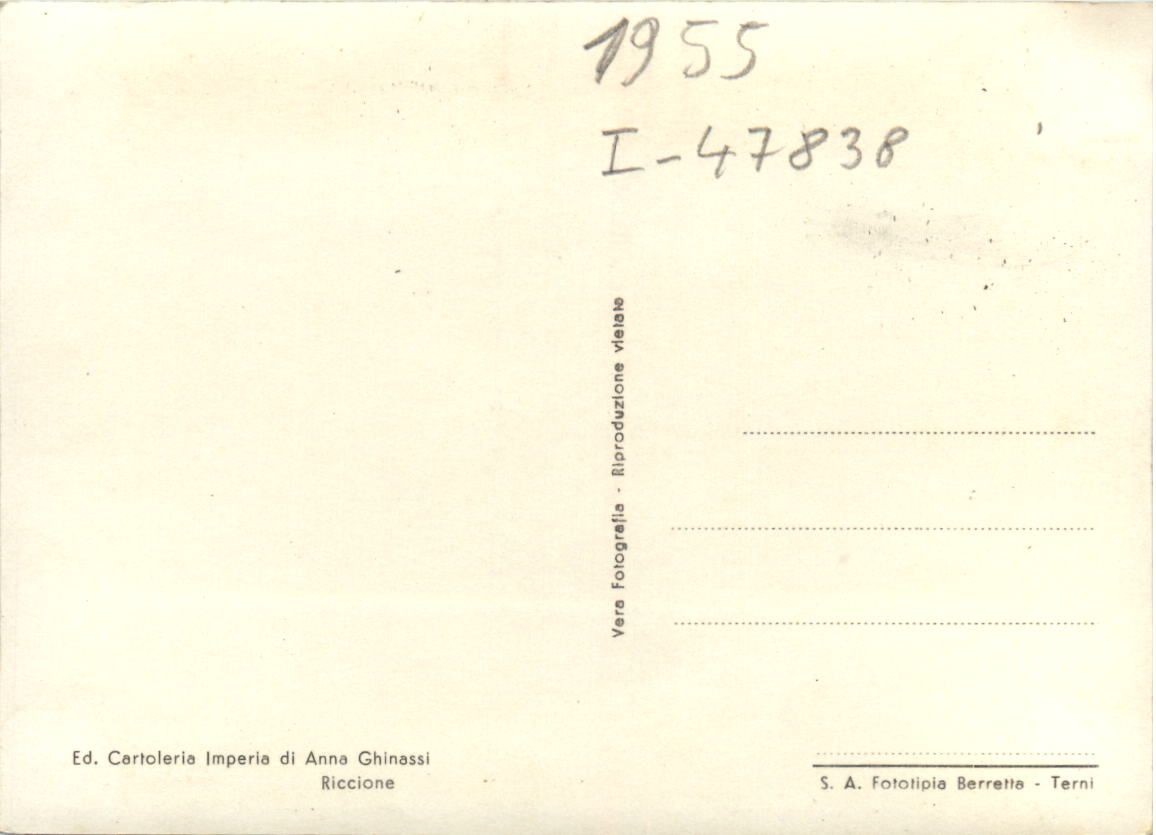 1955
I-47838
Vera Fotografia - Riproduzione vietata
Ed. Cartoleria Imperia di Anna Ghinassi
Riccione
S. A. Fototipia Berretta - Terni